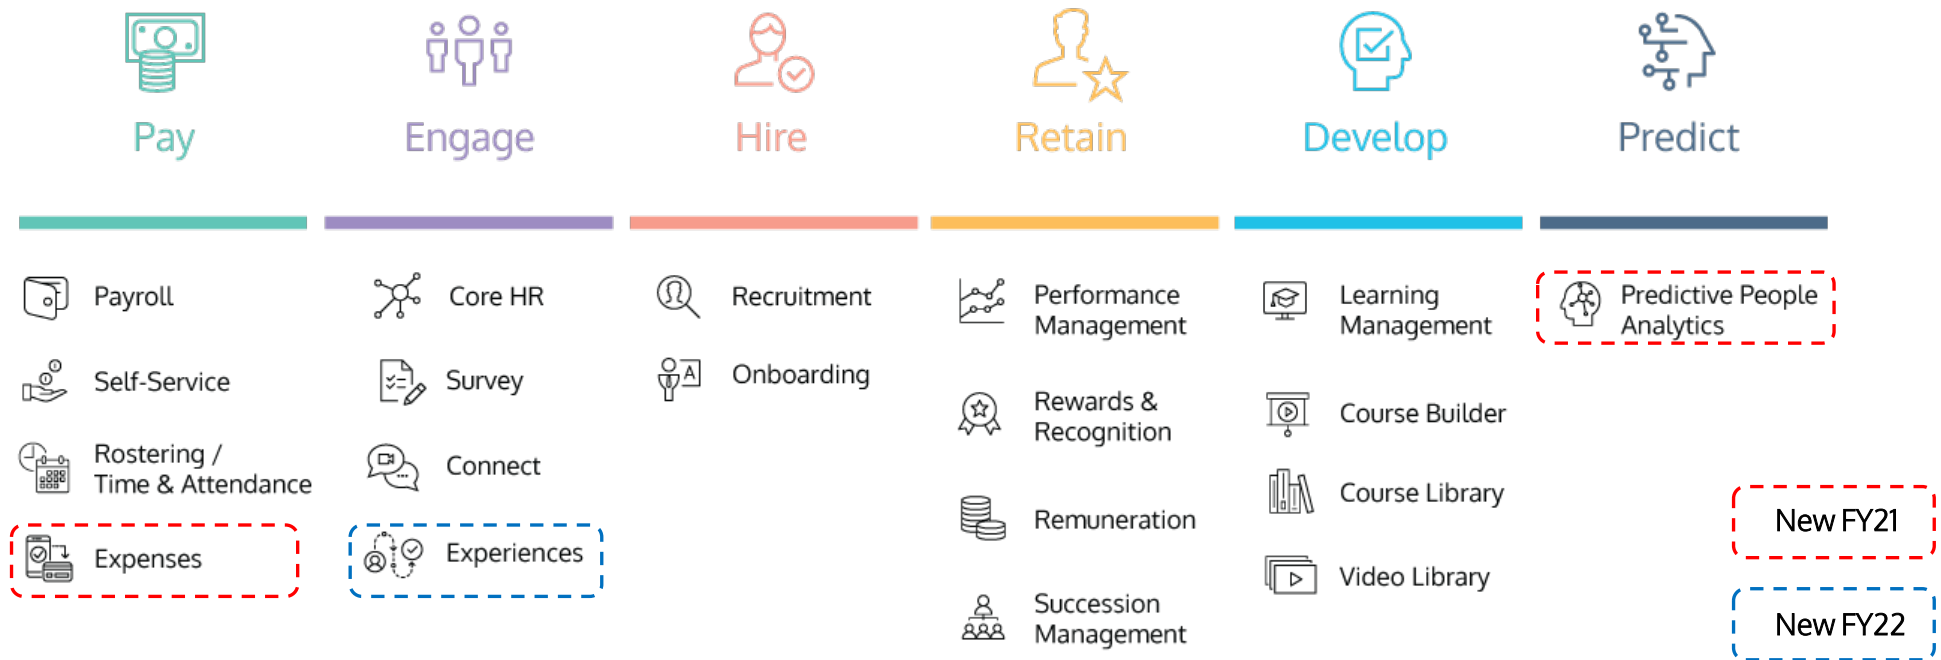 Pay
Engage
Hire
Retain
Develop
Predict
Payroll
Self-Service
Rostering /
Time & Attendance
Expenses
Core HR
Survey
Connect
Experiences
Recruitment
Onboarding
A
Performance
Management
Rewards &
Recognition
Remuneration
Succession
Management
Learning
Management
Course Builder
Course Library
Video Library
Predictive People
Analytics
New FY21
New FY22